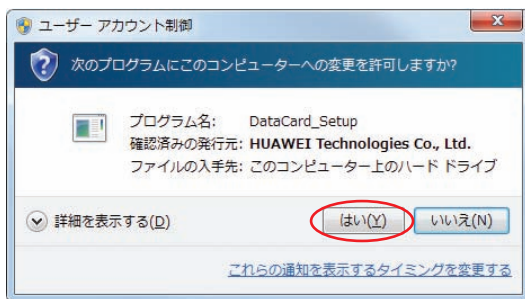 ユーザー アカウント制御
次のプログラムにこのコンピューターへの変更を許可しますか?
プログラム名: DataCard_Setup
確認済みの発行元: HUAWEI Technologies Co., Ltd.
ファイルの入手先: このコンピューター上のハード ドライブ
詳細を表示する(D) はい(Y) いいえ(N)
これらの通知を表示するタイミングを変更する